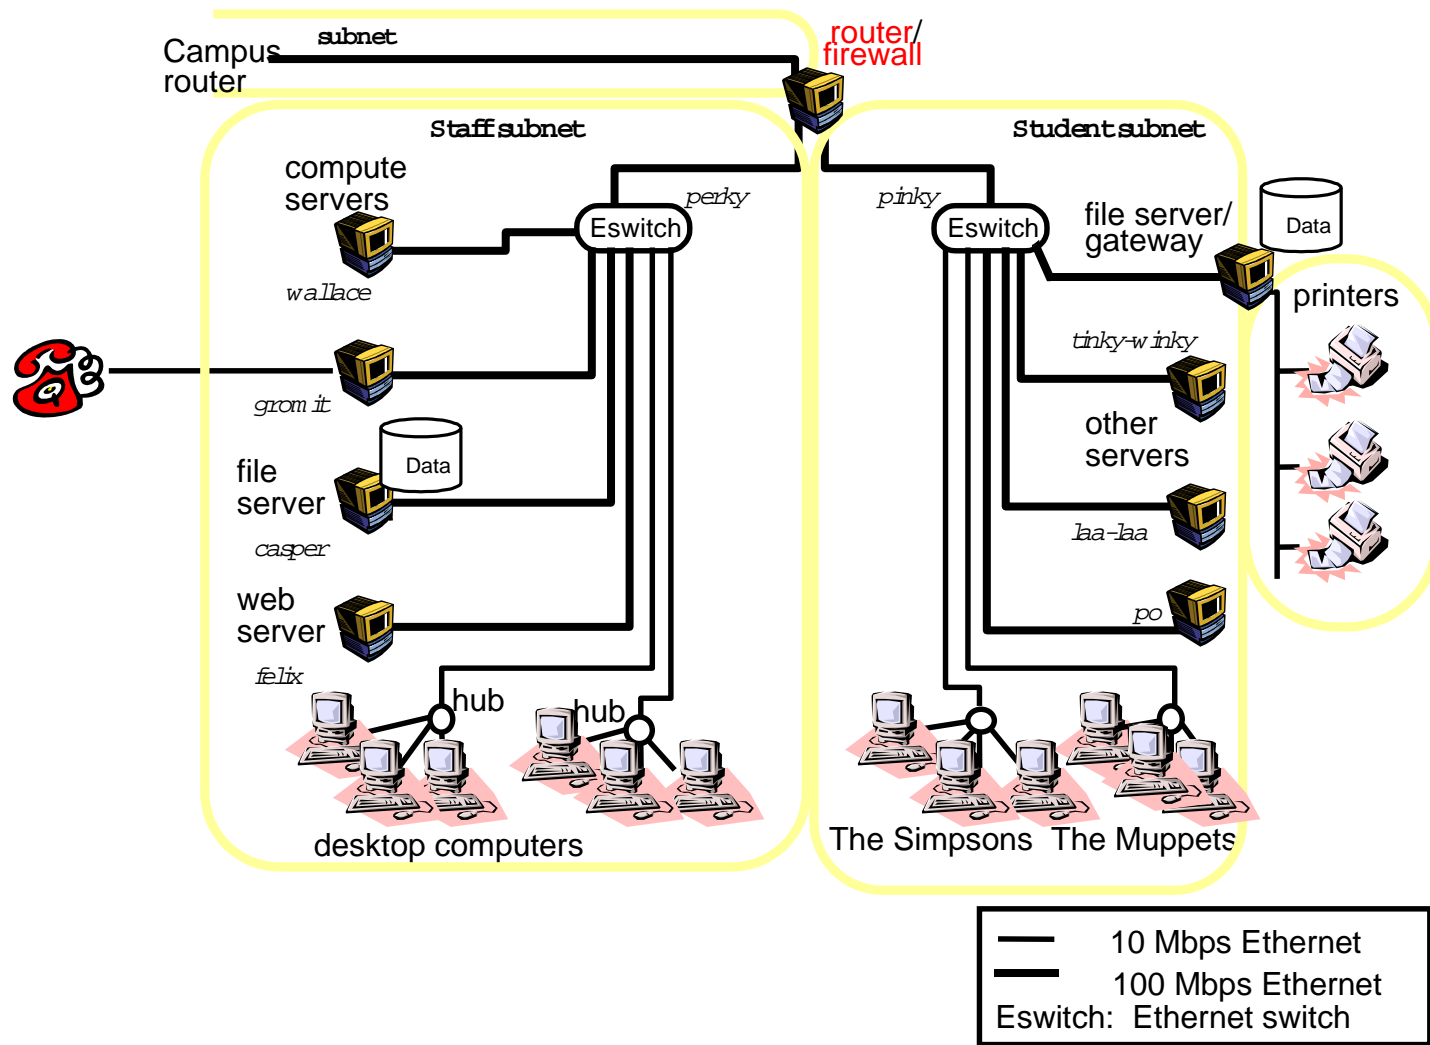 subnet
Campus
router
router/
firewall
Staff subnet
Student subnet
compute
servers
perky
pinky
Eswitch
Eswitch
file server/
gateway
Data
wallace
printers
tinky-winky
gromit
other
servers
Data
file
server
casper
laa-laa
web
server
po
felix
hub
hub
desktop computers
The Simpsons
The Muppets
10 Mbps Ethernet
100 Mbps Ethernet
Eswitch: Ethernet switch